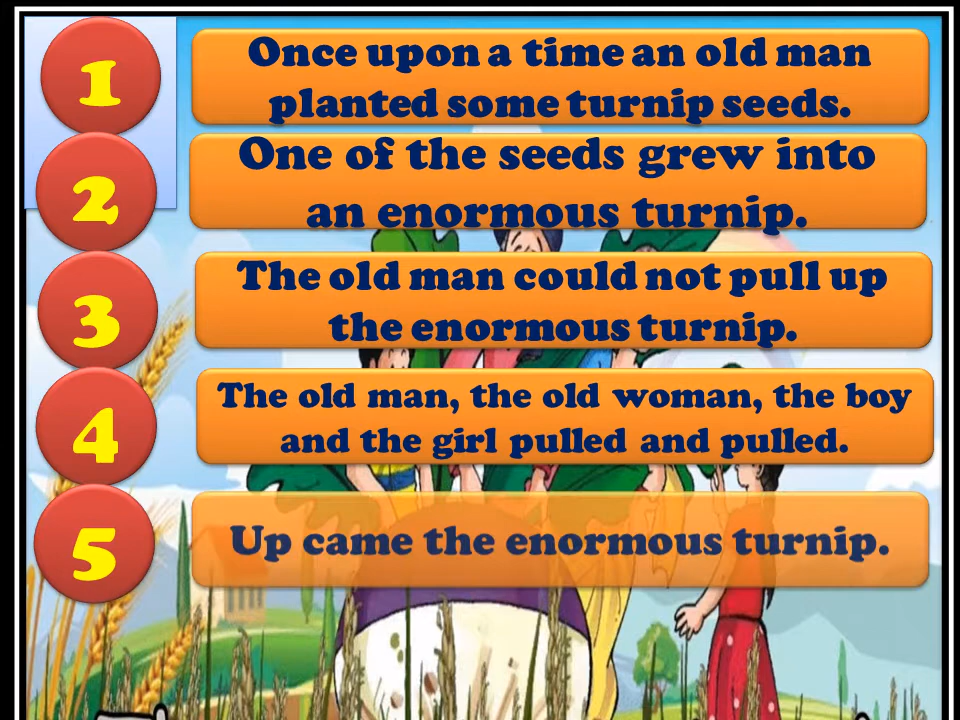 1
Once upon a time an old man
planted some turnip seeds.
2
One of the seeds grew into
an enormous turnip.
3
The old man could not pull up
the enormous turnip.
4
The old man, the old woman, the boy
and the girl pulled and pulled.
5
Up came the enormous turnip.